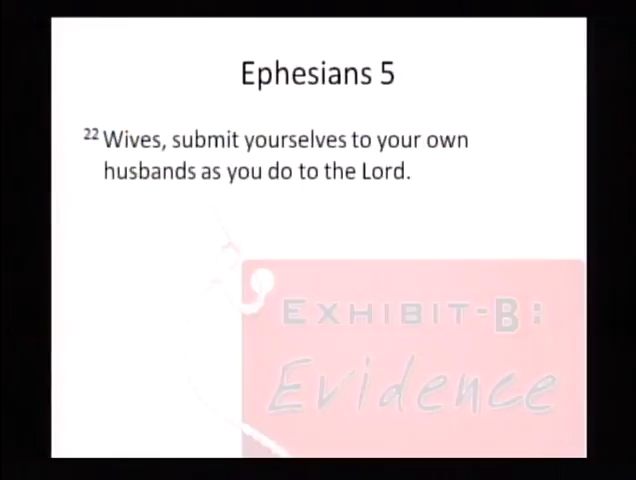 Ephesians 5
22 Wives, submit yourselves to your own
husbands as you do to the Lord.
EXHIBIT-B:
Evidence